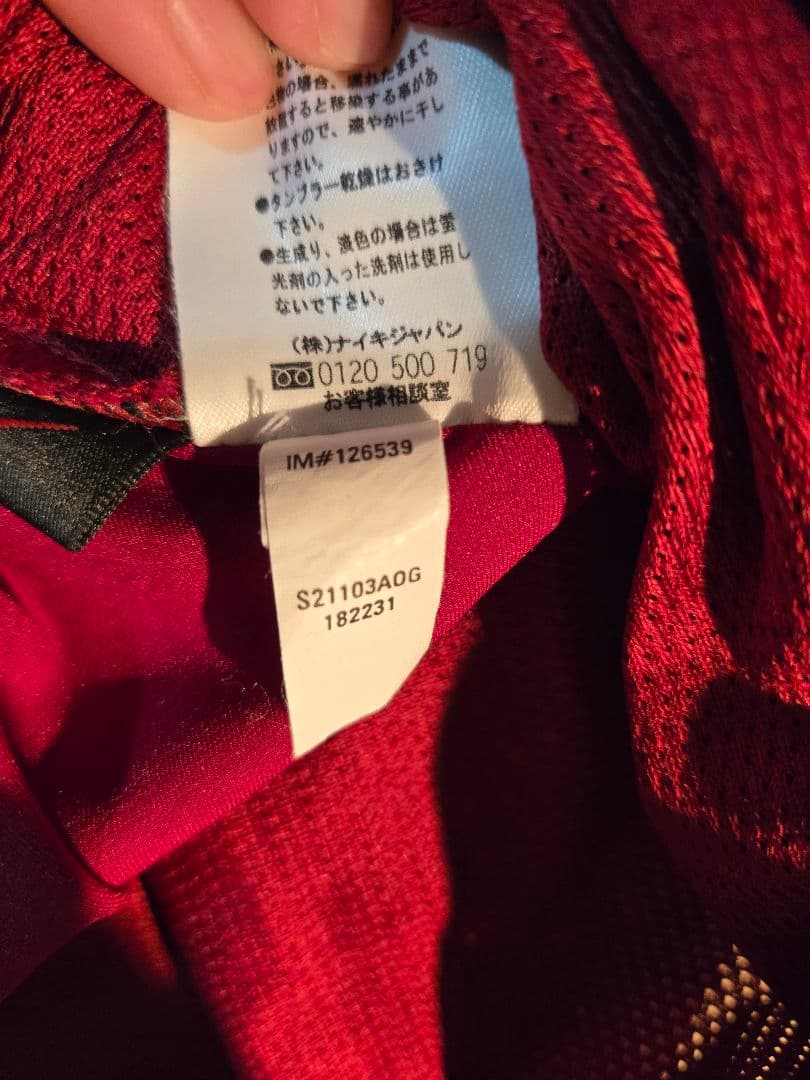 の場合、濡れたままで
放置すると移染する事があ
りますので、速やかに干し
て下さい。
●タンブラー乾燥はおさけ
下さい。
●生成り、淡色の場合は蛍
光剤の入った洗剤は使用し
ないで下さい。
(株)ナイキジャパン
0120 500 719
お客様相談室
IM#126539
S21103AOG
182231